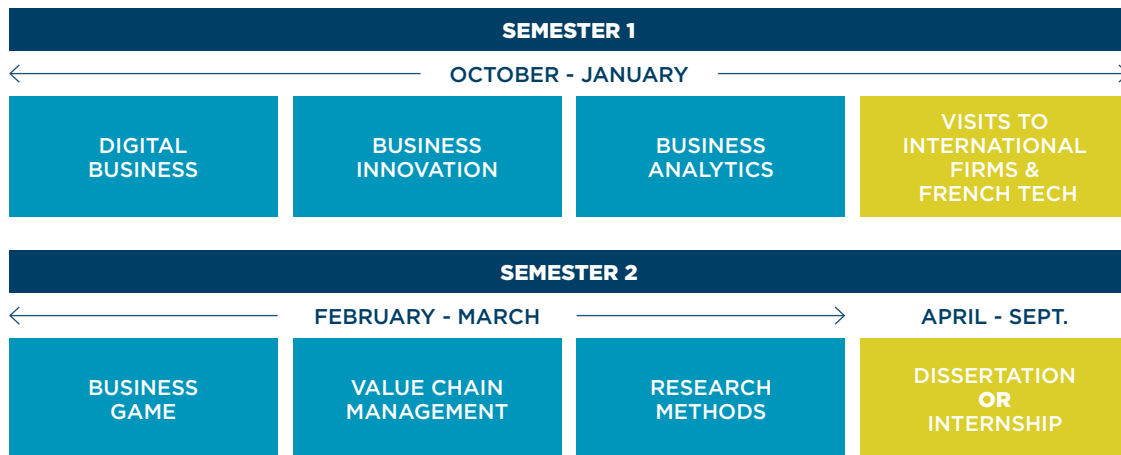 SEMESTER 1
OCTOBER - JANUARY
DIGITAL
BUSINESS
BUSINESS
INNOVATION
BUSINESS
ANALYTICS
VISITS TO
INTERNATIONAL
FIRMS &
FRENCH TECH
SEMESTER 2
FEBRUARY - MARCH
APRIL - SEPT.
BUSINESS
GAME
VALUE CHAIN
MANAGEMENT
RESEARCH
METHODS
DISSERTATION
OR
INTERNSHIP